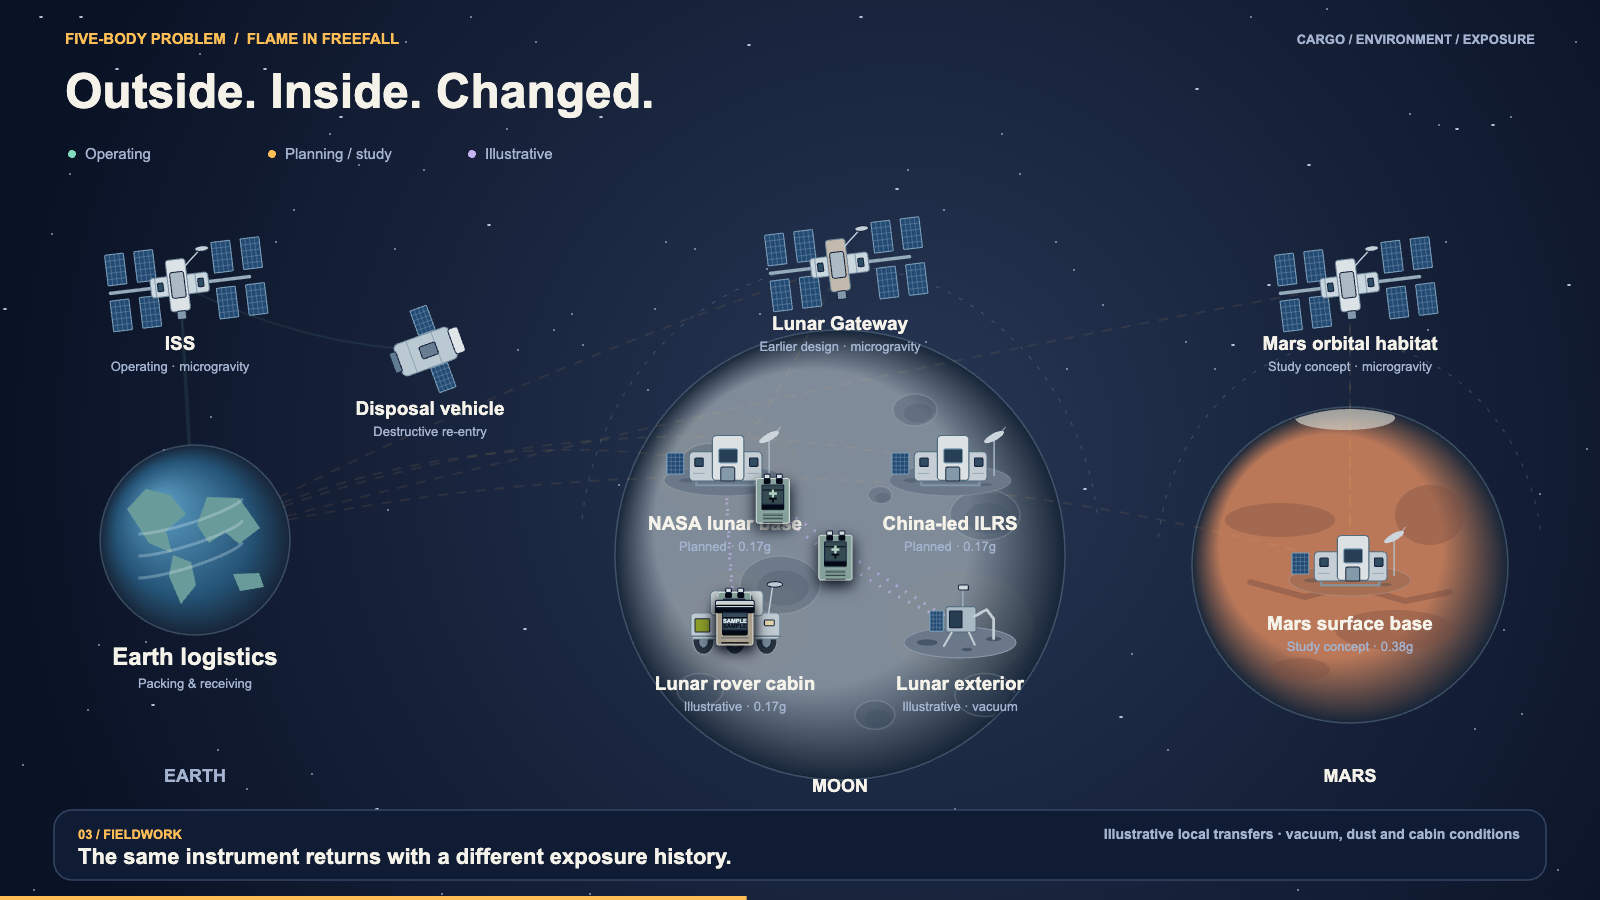 FIVE-BODY PROBLEM / FLAME IN FREEFALL
CARGO / ENVIRONMENT / EXPOSURE
Outside. Inside. Changed.
Operating
Planning / study
Illustrative
ISS
Operating · microgravity
Disposal vehicle
Destructive re-entry
Lunar Gateway
Earlier design · microgravity
Mars orbital habitat
Study concept · microgravity
NASA lunar base
Planned · 0.17g
China-led ILRS
Planned · 0.17g
SAMPLE
Lunar rover cabin
Illustrative · 0.17g
Lunar exterior
Illustrative · vacuum
Mars surface base
Study concept · 0.38g
Earth logistics
Packing & receiving
EARTH
MOON
MARS
03 / FIELDWORK
The same instrument returns with a different exposure history.
Illustrative local transfers · vacuum, dust and cabin conditions